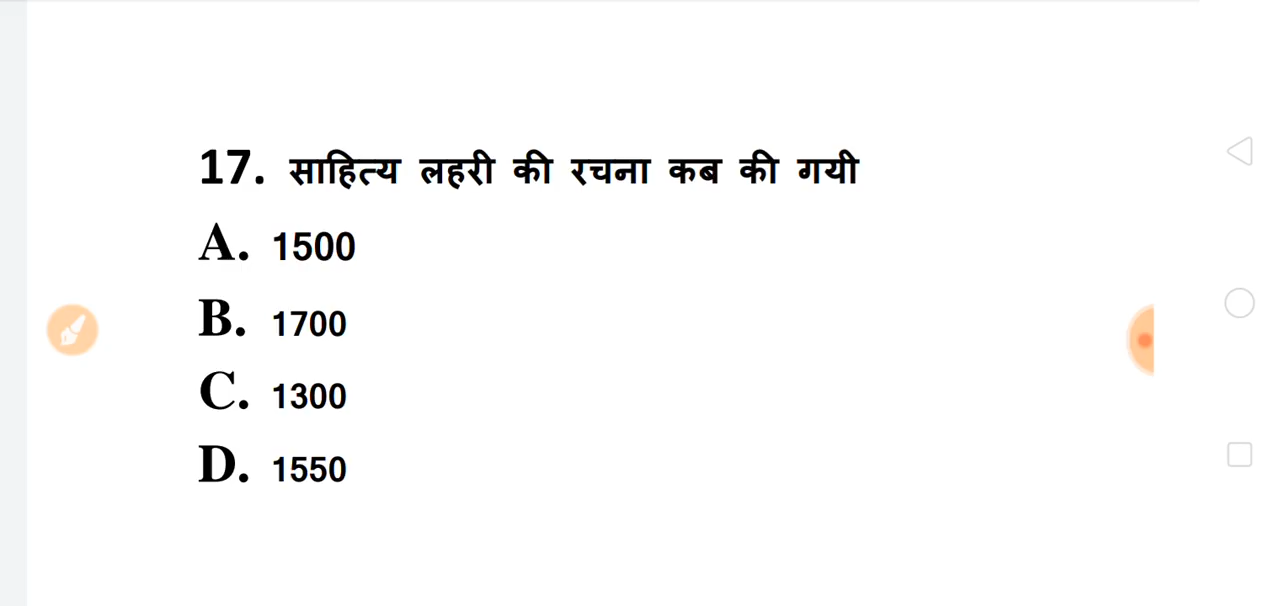 17. साहित्य लहरी की रचना कब की गयी
A. 1500
B. 1700
C. 1300
D. 1550